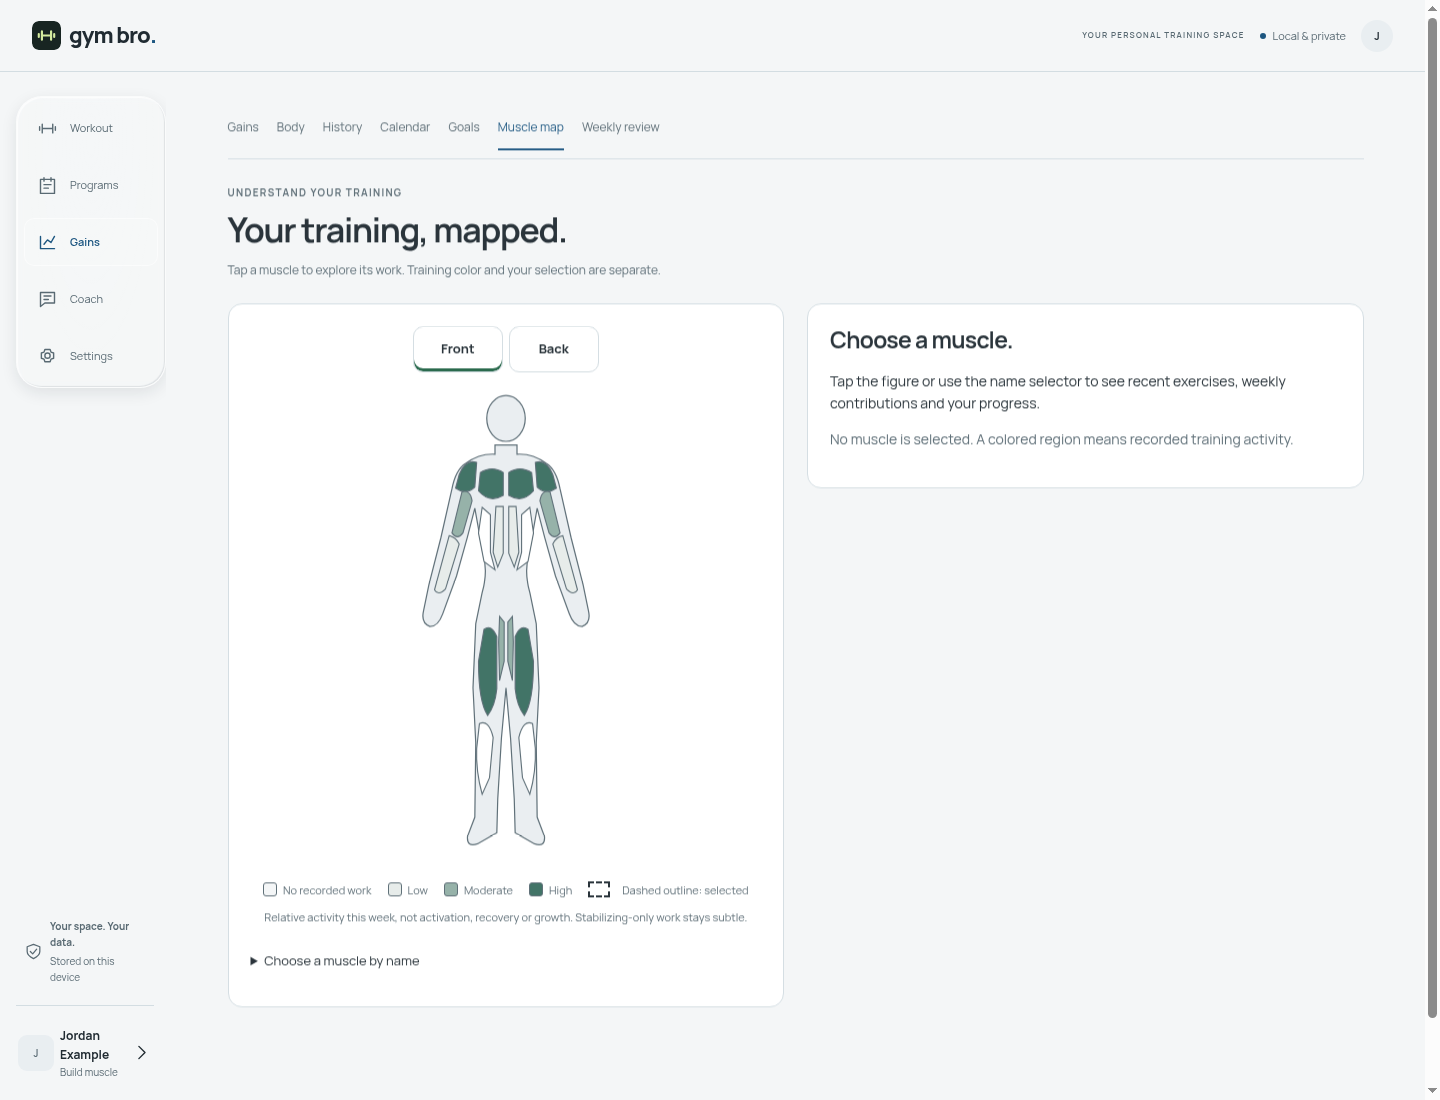 gym bro.
YOUR PERSONAL TRAINING SPACE
Local & private
J
Workout
Programs
Gains
Coach
Settings
Gains
Body
History
Calendar
Goals
Muscle map
Weekly review
UNDERSTAND YOUR TRAINING
Your training, mapped.
Tap a muscle to explore its work. Training color and your selection are separate.
Front
Back
No recorded work
Low
Moderate
High
Dashed outline: selected
Relative activity this week, not activation, recovery or growth. Stabilizing-only work stays subtle.
Choose a muscle by name
Choose a muscle.
Tap the figure or use the name selector to see recent exercises, weekly
contributions and your progress.
No muscle is selected. A colored region means recorded training activity.
Your space. Your
data.
Stored on this
device
J
Jordan
Example
Build muscle